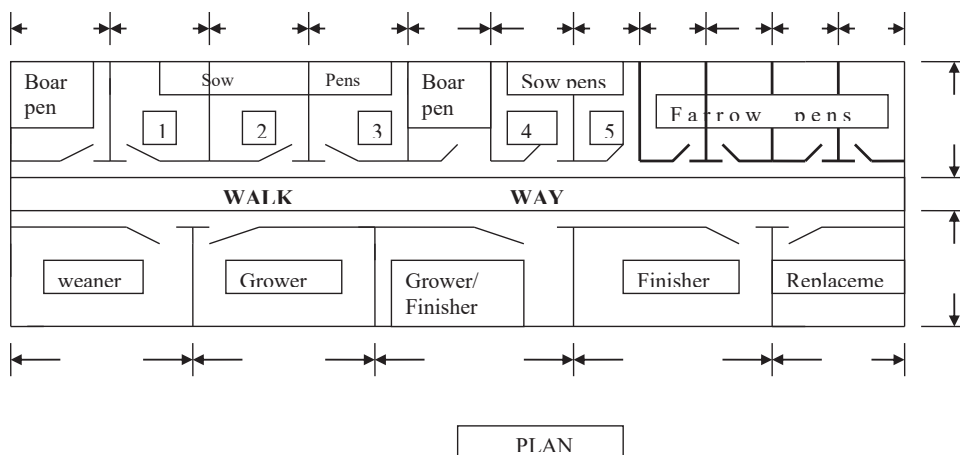 Boar pen
Sow Pens
Boar pen
Sow pens
Farrow pens
1
2
3
4
5
WALK WAY
weaner
Grower
Grower/
Finisher
Finisher
Replaceme
PLAN